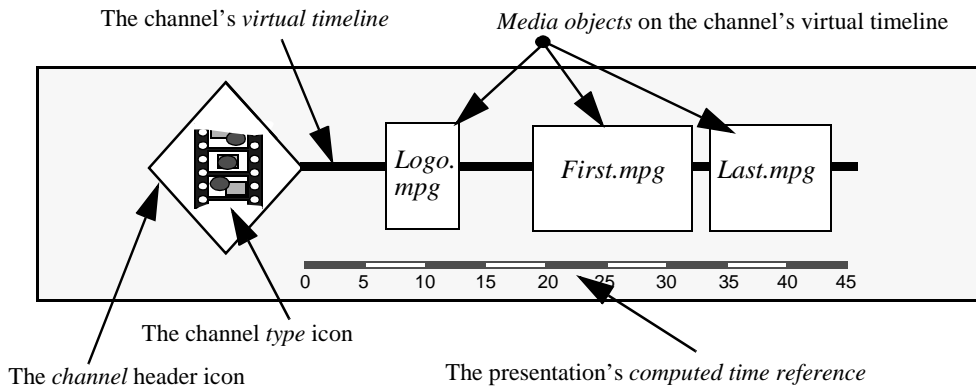 The channel's virtual timeline
Media objects on the channel's virtual timeline
Logo.
mpg
First.mpg
Last.mpg
0 5 10 15 20 25 30 35 40 45
The channel type icon
The channel header icon
The presentation's computed time reference